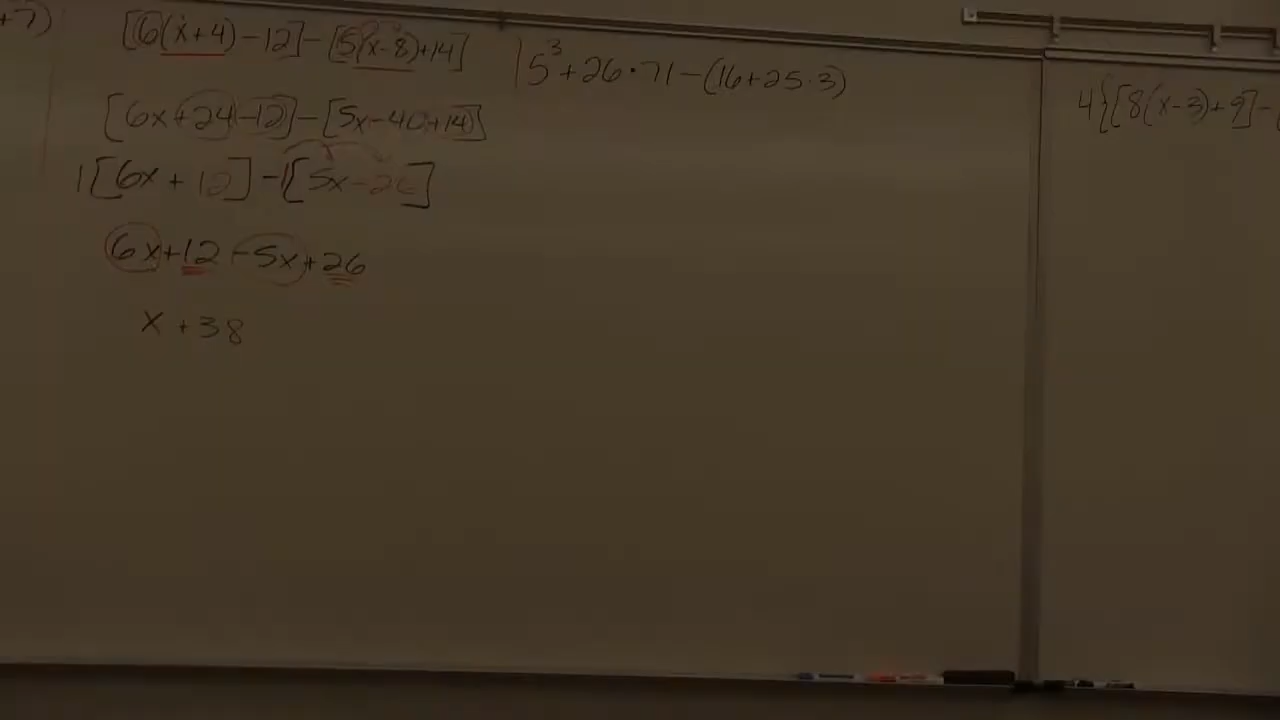 +7)
[6(x+4)-12]-[5(x-8)+14]
[6x+24-12]-[5x-40+14]
1[6x+12]-1[5x-26]
6x+12-5x+26
x+38
5³+26·71-(16+25·3)
4{[8(x-3)+9]-